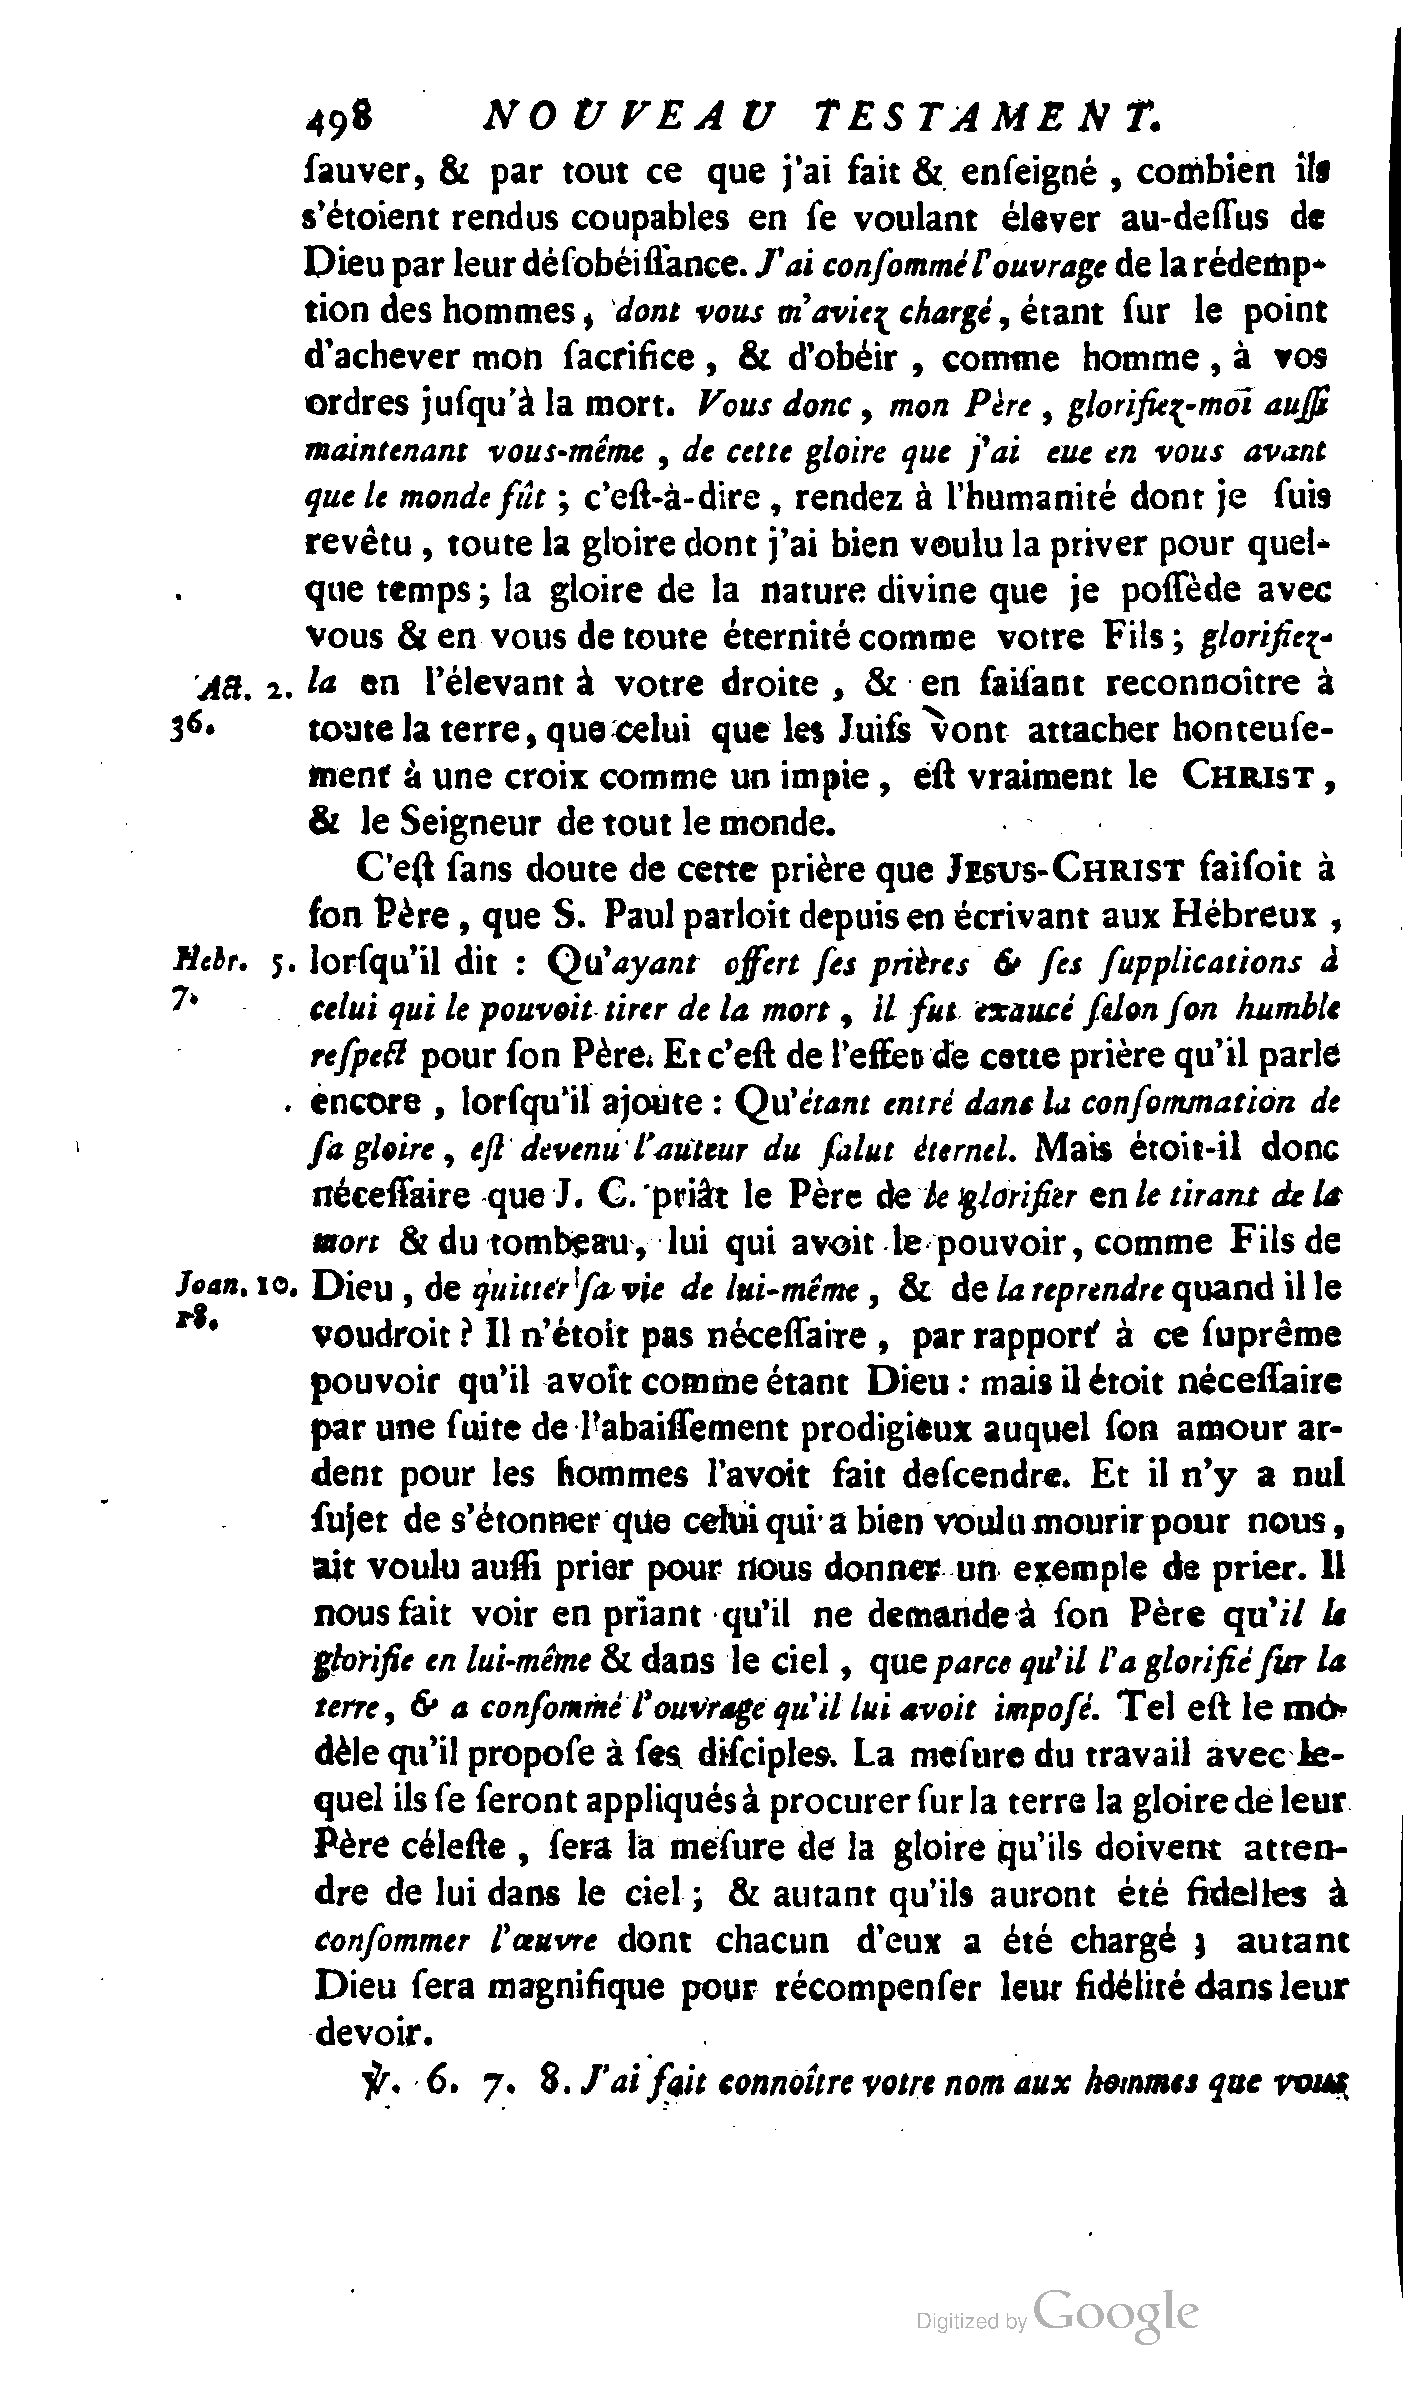 498 NOUVEAU TESTAMENT.
ſauver, & par tout ce que j'ai fait & enſeigné, combien ils
s'étoient rendus coupables en ſe voulant élever au-deſſus de
Dieu par leur déſobéiſſance. J'ai conſommé l'ouvrage de la rédemp-
tion des hommes, dont vous m'aviez chargé, étant ſur le point
d'achever mon ſacrifice, & d'obéir, comme homme, à vos
ordres juſqu'à la mort. Vous donc, mon Père, glorifiez-moi auſſi
maintenant vous-même, de cette gloire que j'ai eue en vous avant
que le monde fût; c'eſt-à-dire, rendez à l'humanité dont je ſuis
revêtu, toute la gloire dont j'ai bien voulu la priver pour quel-
que temps; la gloire de la nature divine que je poſſède avec
vous & en vous de toute éternité comme votre Fils; glorifiez-
Act. 2. la en l'élevant à votre droite, & en faiſant reconnoître à
36. toute la terre, que celui que les Juifs vont attacher honteuſe-
ment à une croix comme un impie, eſt vraiment le CHRIST,
& le Seigneur de tout le monde.
C'eſt ſans doute de cette prière que JESUS-CHRIST faiſoit à
ſon Père, que S. Paul parloit depuis en écrivant aux Hébreux,
Hebr. 5. lorſqu'il dit : Qu'ayant offert ſes prières & ſes ſupplications à
7. celui qui le pouvoit tirer de la mort, il fut exaucé ſelon ſon humble
reſpect pour ſon Père. Et c'eſt de l'effet de cette prière qu'il parle
encore, lorſqu'il ajoûte : Qu'étant entré dans la conſommation de
ſa gloire, eſt devenu l'auteur du ſalut éternel. Mais étoit-il donc
néceſſaire que J. C. priât le Père de le glorifier en le tirant de la
mort & du tombeau, lui qui avoit le pouvoir, comme Fils de
Joan. 10. Dieu, de quitter ſa vie de lui-même, & de la reprendre quand il le
18. voudroit ? Il n'étoit pas néceſſaire, par rapport à ce ſuprême
pouvoir qu'il avoit comme étant Dieu : mais il étoit néceſſaire
par une ſuite de l'abaiſſement prodigieux auquel ſon amour ar-
dent pour les hommes l'avoit fait deſcendre. Et il n'y a nul
ſujet de s'étonner que celui qui a bien voulu mourir pour nous,
ait voulu auſſi prier pour nous donner un exemple de prier. Il
nous fait voir en priant qu'il ne demande à ſon Père qu'il le
glorifie en lui-même & dans le ciel, que parce qu'il l'a glorifié ſur la
terre, & a conſommé l'ouvrage qu'il lui avoit impoſé. Tel eſt le mo-
dèle qu'il propoſe à ſes diſciples. La meſure du travail avec le-
quel ils ſe ſeront appliqués à procurer ſur la terre la gloire de leur
Père céleſte, ſera la meſure de la gloire qu'ils doivent atten-
dre de lui dans le ciel; & autant qu'ils auront été fidelles à
conſommer l'œuvre dont chacun d'eux a été chargé; autant
Dieu ſera magnifique pour récompenſer leur fidélité dans leur
devoir.
℣. 6. 7. 8. J'ai fait connoître votre nom aux hommes que vous
Digitized by Google